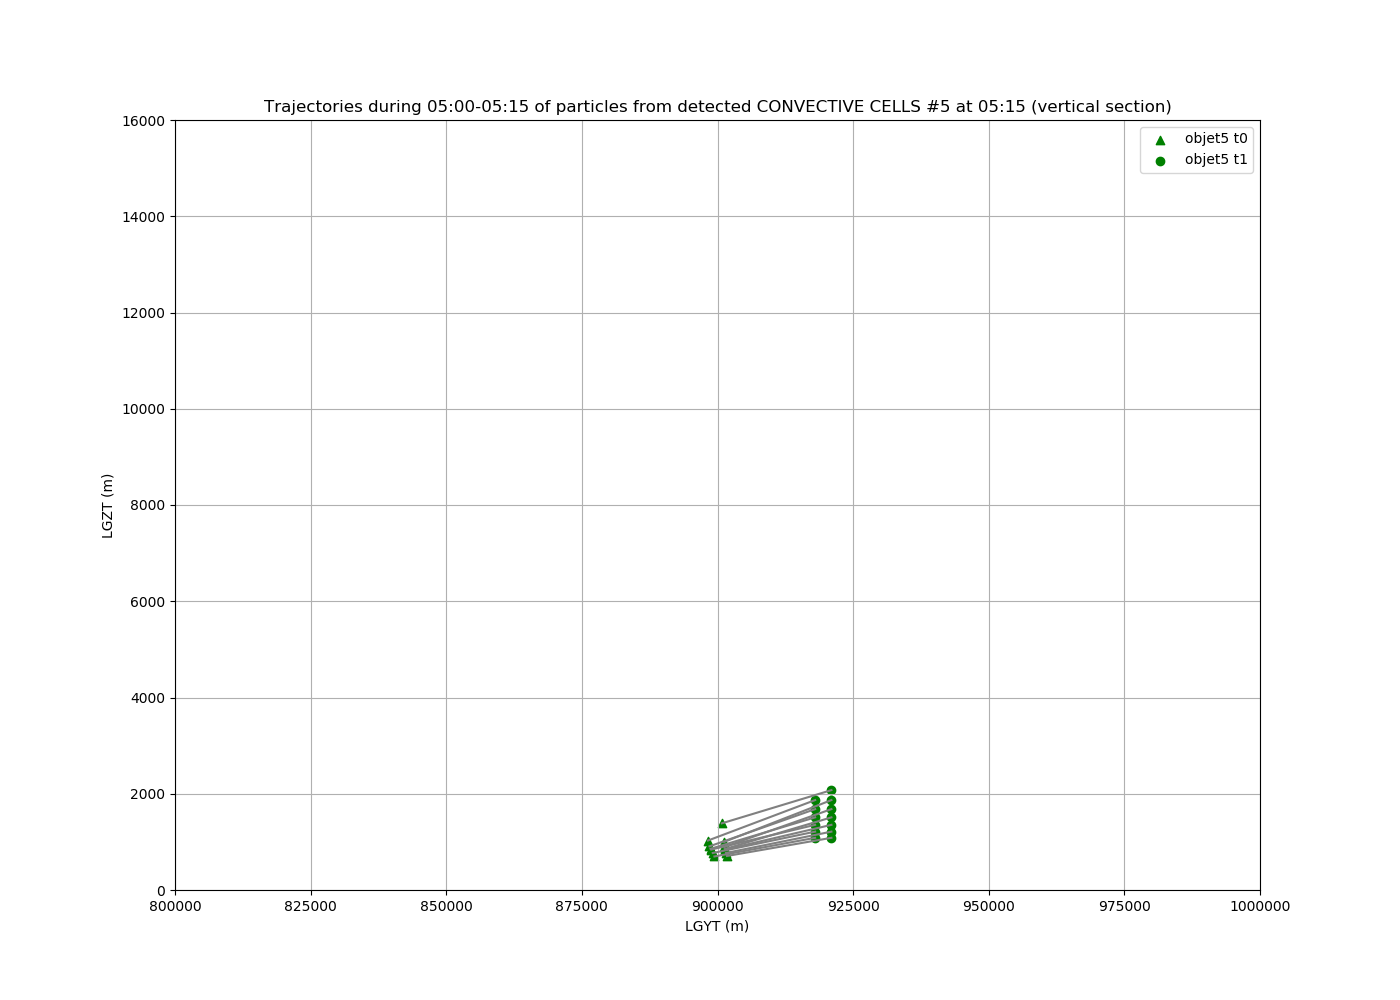 Trajectories during 05:00-05:15 of particles from detected CONVECTIVE CELLS #5 at 05:15 (vertical section)
objet5 t0
objet5 t1
16000
14000
12000
10000
8000
6000
4000
2000
0
LGZT (m)
800000 825000 850000 875000 900000 925000 950000 975000 1000000
LGYT (m)